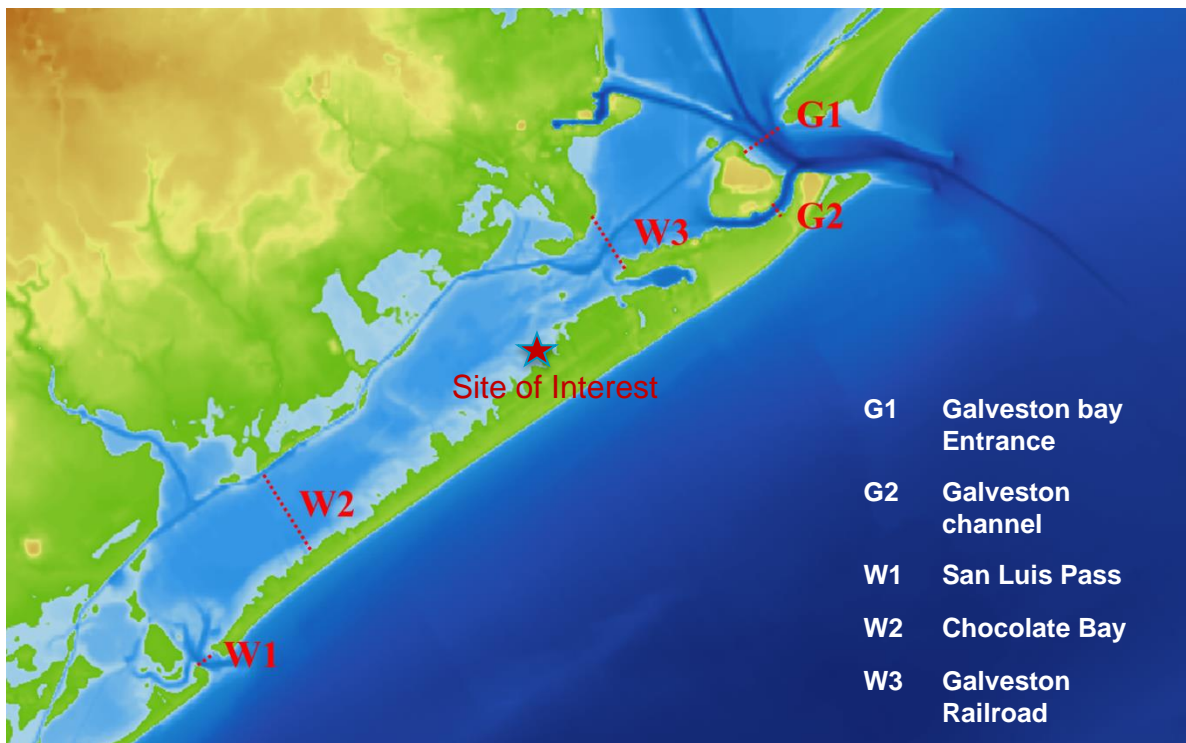 G1
G2
W3
Site of Interest
W2
W1
G1 Galveston bay
Entrance
G2 Galveston
channel
W1 San Luis Pass
W2 Chocolate Bay
W3 Galveston
Railroad